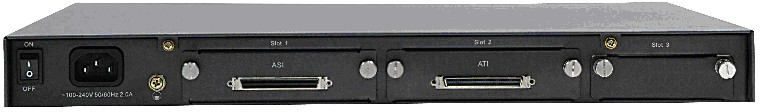 ON
Slot 1
Slot 2
Slot 3
ASI
ATI
I
O
OFF
~100-240V 50/60Hz 2.0A